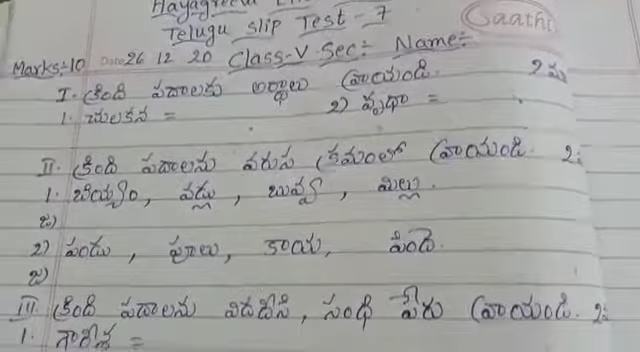 Hayagreeva
Telugu Slip Test - 7
Saathi
Marks:-10 Date 26 12 20 Class-V Sec:- Name:-
I. క్రింది పదాలకు అర్థాలు వ్రాయండి. 2మ
1. చులకన = 2) వృధా =
II. క్రింది పదాలను వరుస క్రమంలో వ్రాయండి. 2
1. బియ్యం, వడ్లు, బువ్వ, మిల్లు.
జ)
2) పండు, పూలు, కాయ, పిందె.
జ)
III క్రింది పదాలను విడదీసి, సంధి పేరు వ్రాయండి. 2
1. =